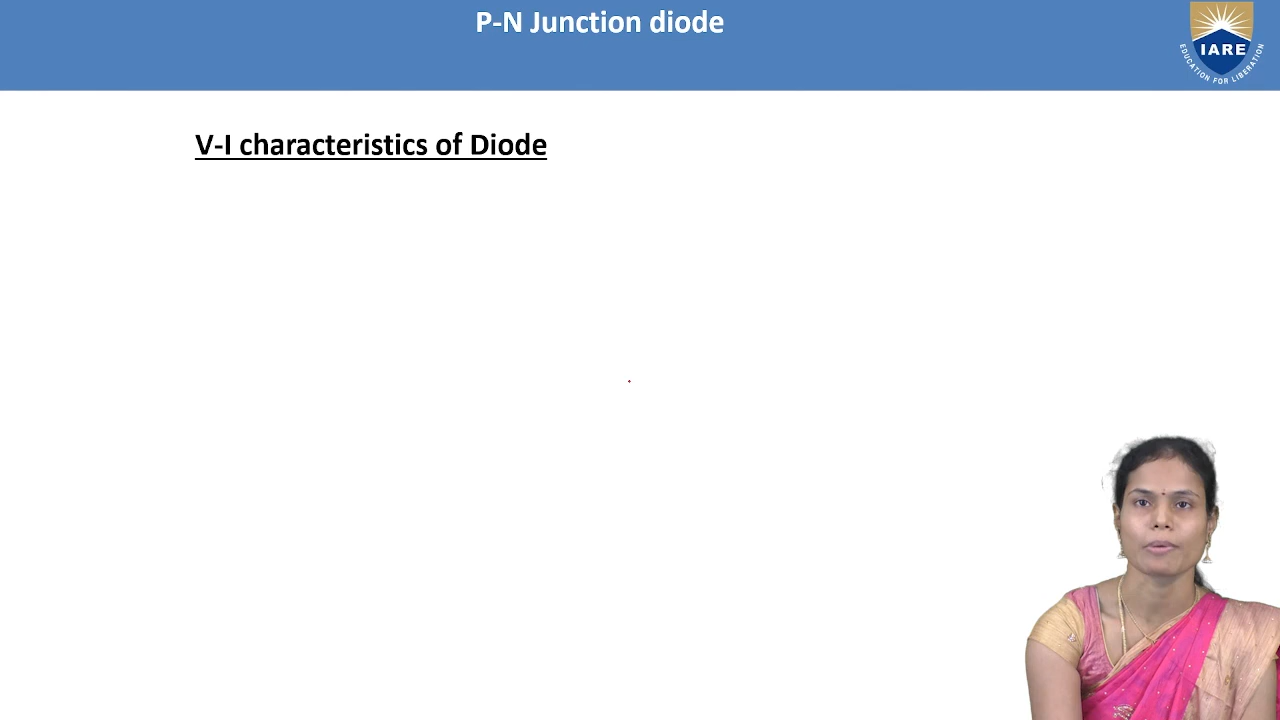 P-N Junction diode
IARE
EDUCATION FOR LIBERATION
V-I characteristics of Diode